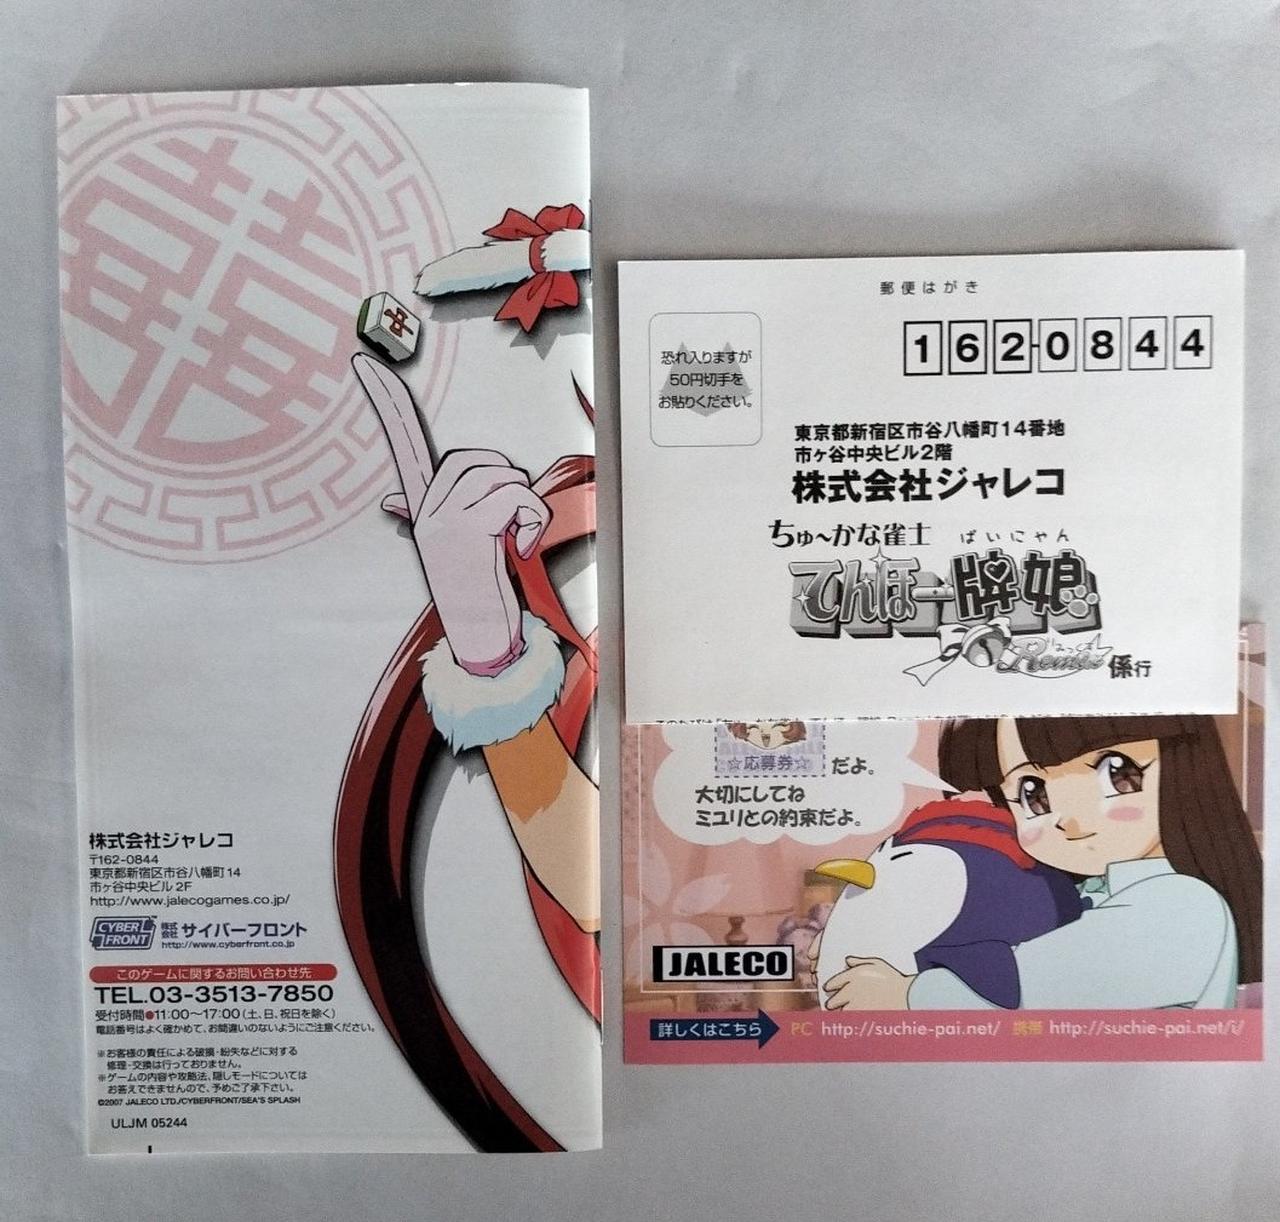 中
株式会社ジャレコ
〒162-0844
東京都新宿区市谷八幡町14
市ヶ谷中央ビル 2F
http://www.jalecogames.co.jp/
CYBER FRONT 株式会社 サイバーフロント
http://www.cyberfront.co.jp
このゲームに関するお問い合わせ先
TEL.03-3513-7850
受付時間●11:00~17:00(土、日、祝日を除く)
電話番号はよく確かめて、お間違いのないようにご注意ください。
※お客様の責任による破損・紛失などに対する
修理・交換は行っておりません。
※ゲームの内容や攻略法、隠しモードについては
お答えできませんので、予めご了承下さい。
©2007 JALECO LTD./CYBERFRONT/SEA'S SPLASH
ULJM 05244
郵便はがき
恐れ入りますが
50円切手を
お貼りください。
162-0844
東京都新宿区市谷八幡町14番地
市ヶ谷中央ビル2階
株式会社ジャレコ
ちゅ~かな雀士 ぱいにゃん
てんほー牌娘
Remix りみっくす 係行
☆応募券☆ だよ。
大切にしてね
ミユリとの約束だよ。
JALECO
詳しくはこちら PC http://suchie-pai.net/ 携帯 http://suchie-pai.net/i/